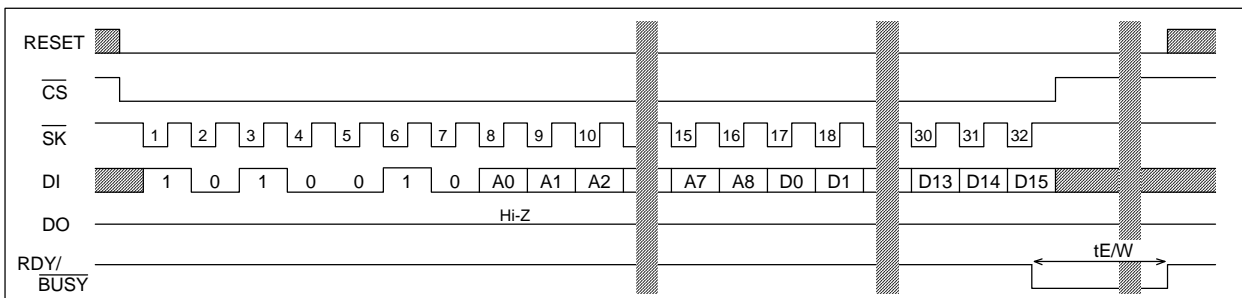 RESET
CS
SK 1 2 3 4 5 6 7 8 9 10 15 16 17 18 30 31 32
DI 1 0 1 0 0 1 0 A0 A1 A2 A7 A8 D0 D1 D13 D14 D15
Hi-Z
DO
tE/W
RDY/
BUSY